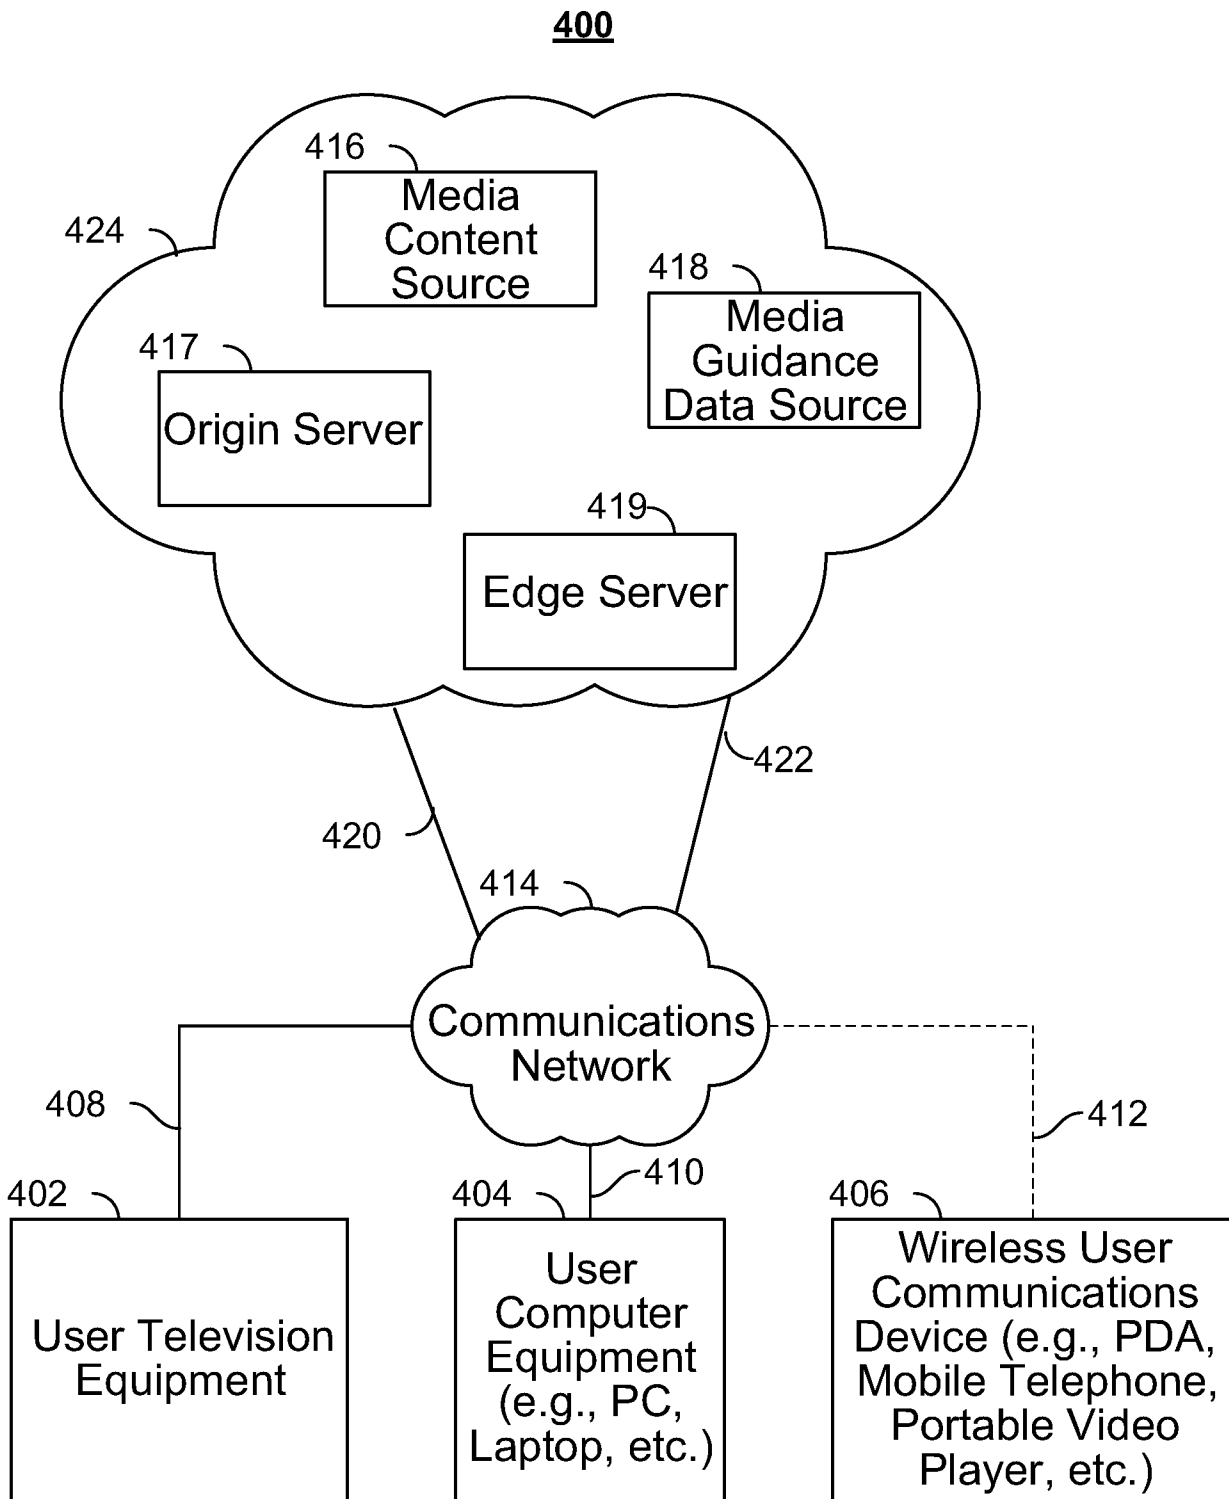 400
416
Media
Content
Source
424
418
Media
Guidance
Data Source
417
Origin Server
419
Edge Server
422
420
414
Communications
Network
408
412
410
402
404
406
User Television
Equipment
User
Computer
Equipment
(e.g., PC,
Laptop, etc.)
Wireless User
Communications
Device (e.g., PDA,
Mobile Telephone,
Portable Video
Player, etc.)